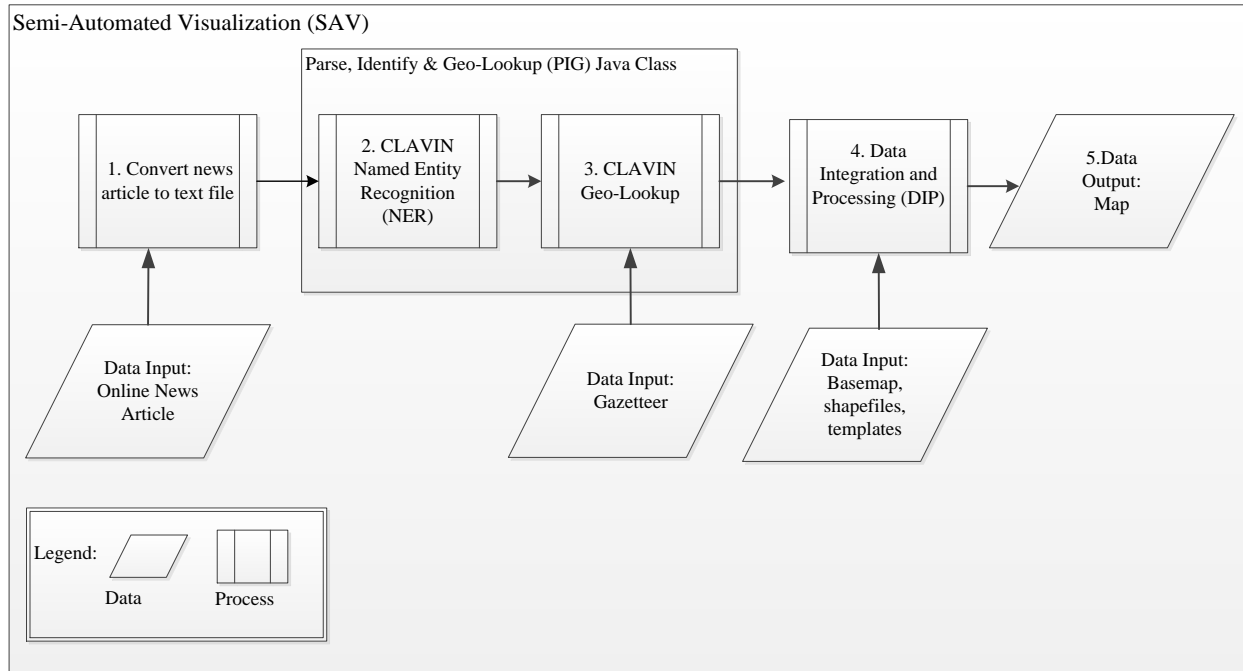 Semi-Automated Visualization (SAV)
Parse, Identify & Geo-Lookup (PIG) Java Class
1. Convert news
article to text file
2. CLAVIN
Named Entity
Recognition
(NER)
3. CLAVIN
Geo-Lookup
4. Data
Integration and
Processing (DIP)
5.Data
Output:
Map
Data Input:
Online News
Article
Data Input:
Gazetteer
Data Input:
Basemap,
shapefiles,
templates
Legend:
Data
Process